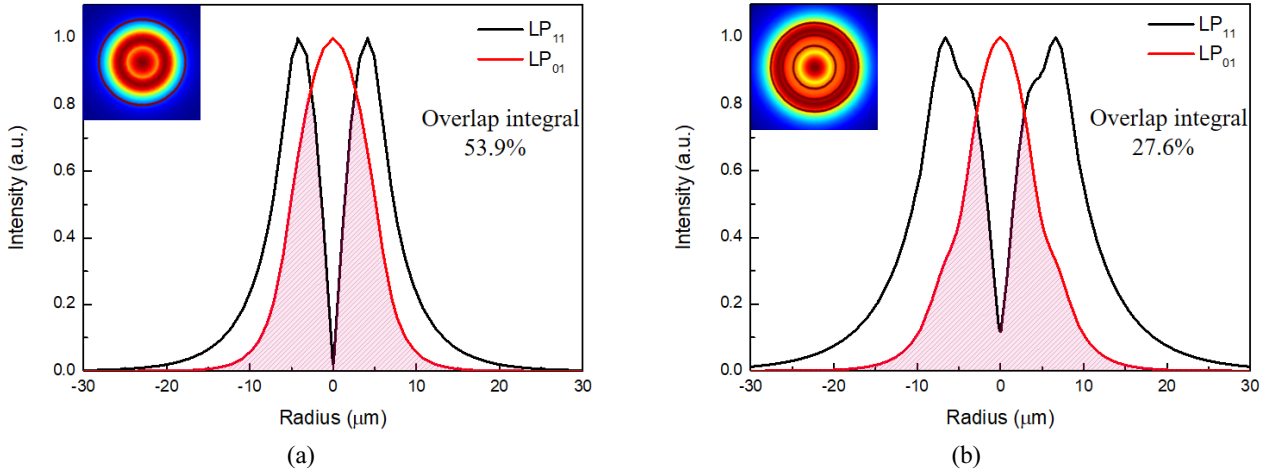 LP11
LP01
Overlap integral
53.9%
Intensity (a.u.)
1.0
0.8
0.6
0.4
0.2
0.0
-30 -20 -10 0 10 20 30
Radius (μm)
(a)
LP11
LP01
Overlap integral
27.6%
Intensity (a.u.)
1.0
0.8
0.6
0.4
0.2
0.0
-30 -20 -10 0 10 20 30
Radius (μm)
(b)